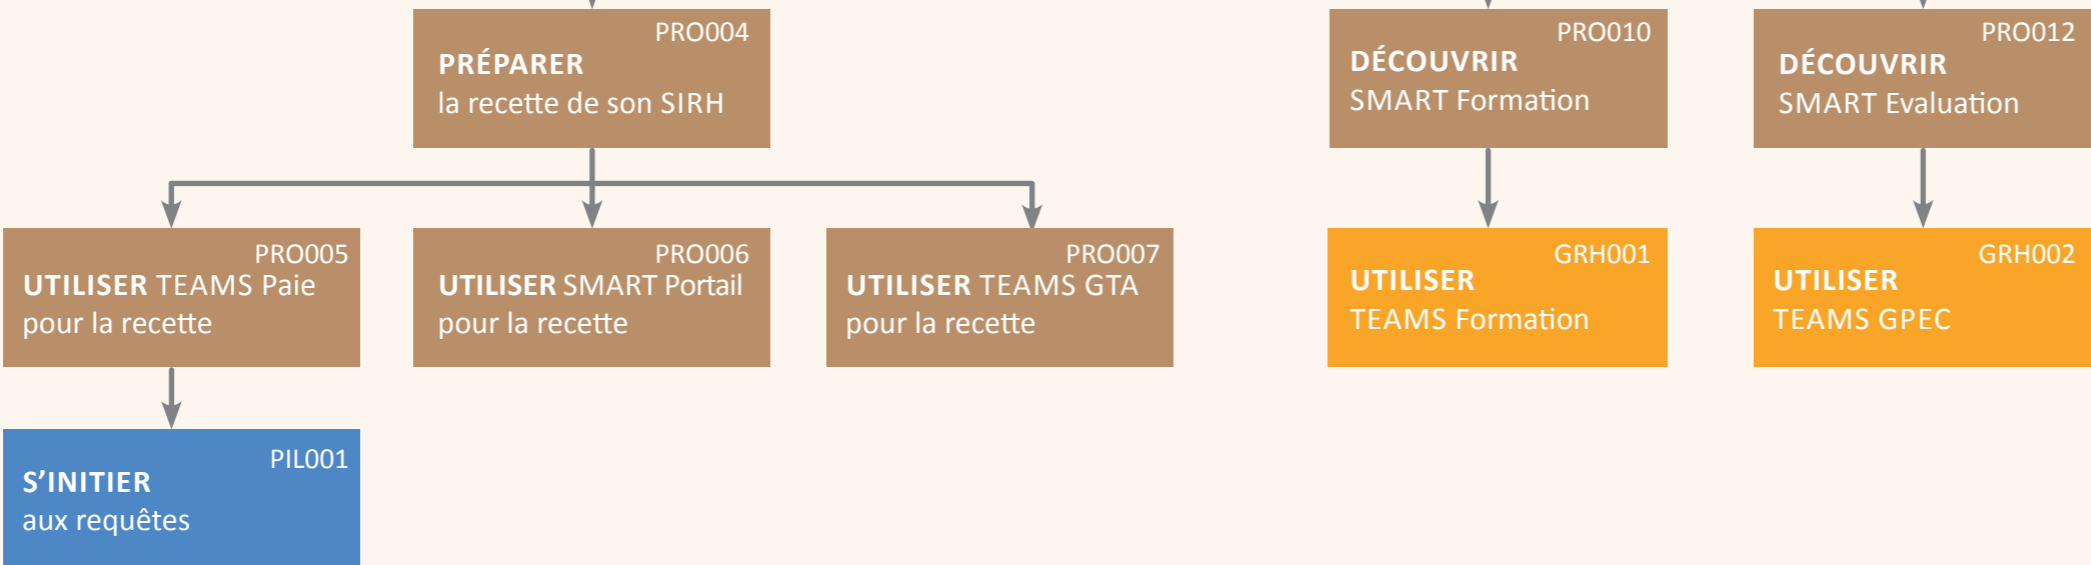 PRO004
PRÉPARER
la recette de son SIRH
PRO010
DÉCOUVRIR
SMART Formation
PRO012
DÉCOUVRIR
SMART Evaluation
PRO005
UTILISER TEAMS Paie
pour la recette
PRO006
UTILISER SMART Portail
pour la recette
PRO007
UTILISER TEAMS GTA
pour la recette
GRH001
UTILISER
TEAMS Formation
GRH002
UTILISER
TEAMS GPEC
PIL001
S’INITIER
aux requêtes